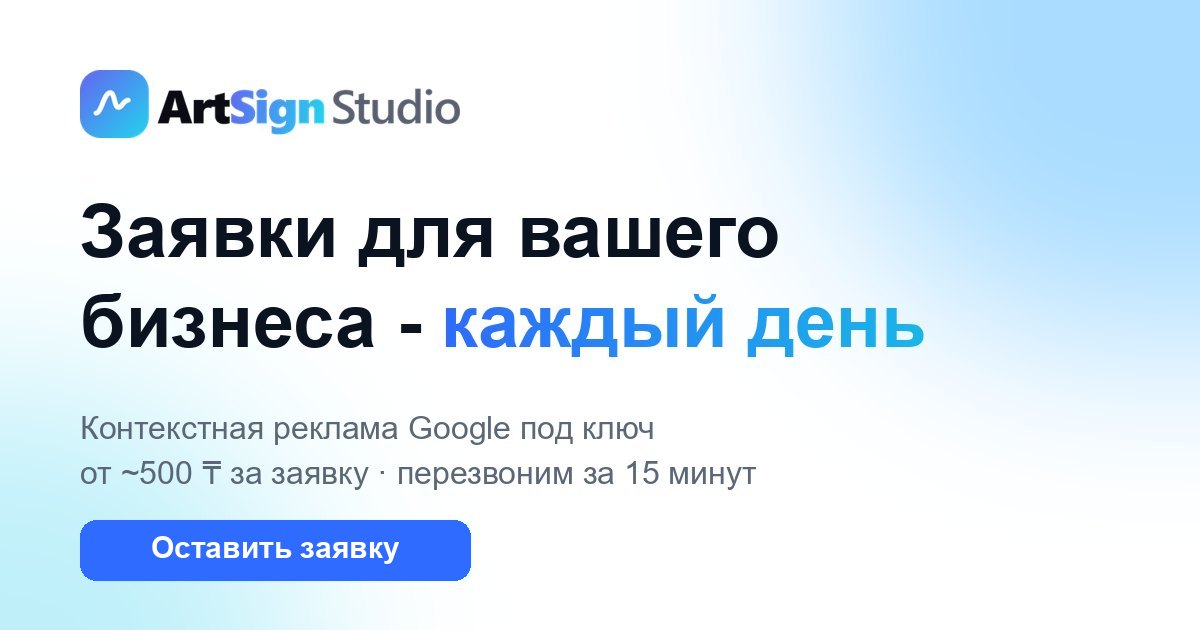 ArtSign Studio
Заявки для вашего
бизнеса - каждый день
Контекстная реклама Google под ключ
от ~500 ₸ за заявку · перезвоним за 15 минут
Оставить заявку